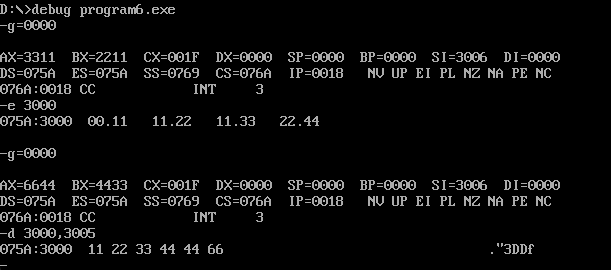 D:\>debug program6.exe
-g=0000
AX=3311 BX=2211 CX=001F DX=0000 SP=0000 BP=0000 SI=3006 DI=0000
DS=075A ES=075A SS=0769 CS=076A IP=0018 NV UP EI PL NZ NA PE NC
076A:0018 CC INT 3
-e 3000
075A:3000 00.11 11.22 11.33 22.44
-g=0000
AX=6644 BX=4433 CX=001F DX=0000 SP=0000 BP=0000 SI=3006 DI=0000
DS=075A ES=075A SS=0769 CS=076A IP=0018 NV UP EI PL NZ NA PE NC
076A:0018 CC INT 3
-d 3000,3005
075A:3000 11 22 33 44 44 66 ."3DDf
-